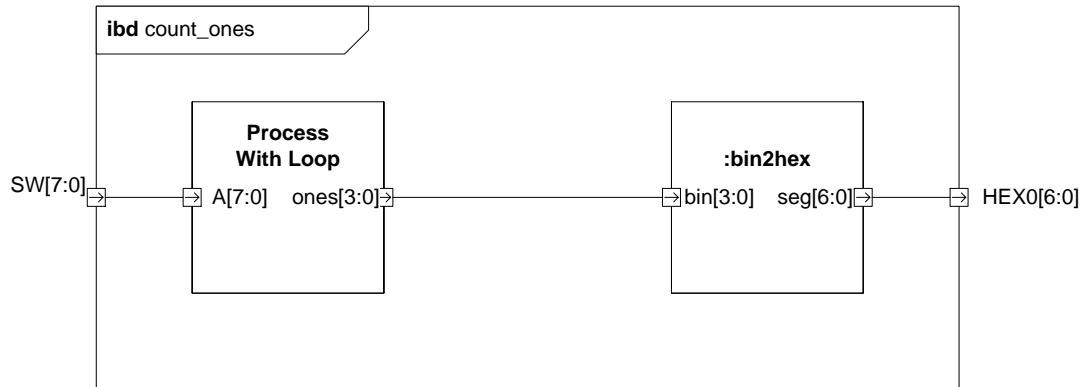 ibd count_ones
Process
With Loop
:bin2hex
SW[7:0]
A[7:0]
ones[3:0]
bin[3:0]
seg[6:0]
HEX0[6:0]